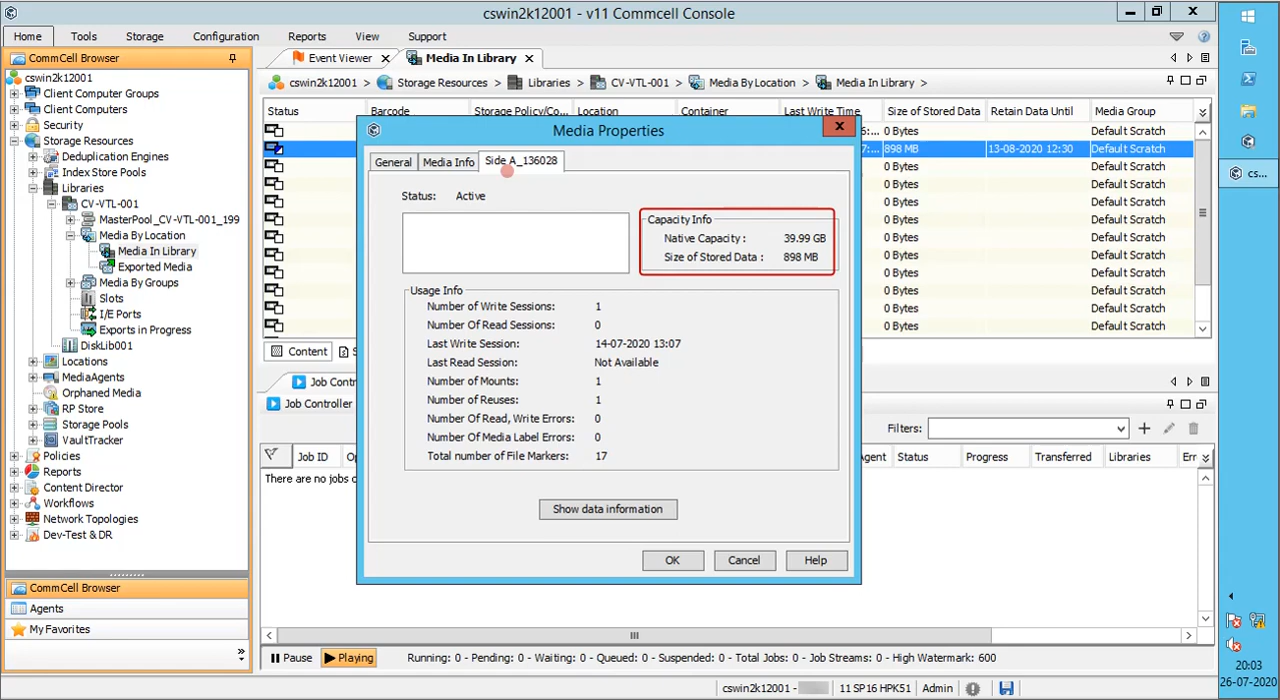 cswin2k12001 - v11 Commcell Console
Home Tools Storage Configuration Reports View Support
CommCell Browser
cswin2k12001
Client Computer Groups
Client Computers
Security
Storage Resources
Deduplication Engines
Index Store Pools
Libraries
CV-VTL-001
MasterPool_CV-VTL-001_199
Media By Location
Media In Library
Exported Media
Media By Groups
Slots
I/E Ports
Exports in Progress
DiskLib001
Locations
MediaAgents
Orphaned Media
RP Store
Storage Pools
VaultTracker
Policies
Reports
Content Director
Workflows
Network Topologies
Dev-Test & DR
CommCell Browser
Agents
My Favorites
Event Viewer Media In Library
cswin2k12001 > Storage Resources > Libraries > CV-VTL-001 > Media By Location > Media In Library >
Status Barcode Storage Policy/Co... Location Container Last Write Time Size of Stored Data Retain Data Until Media Group
6:... 0 Bytes Default Scratch
7:... 898 MB 13-08-2020 12:30 Default Scratch
0 Bytes Default Scratch
0 Bytes Default Scratch
0 Bytes Default Scratch
0 Bytes Default Scratch
0 Bytes Default Scratch
0 Bytes Default Scratch
0 Bytes Default Scratch
0 Bytes Default Scratch
0 Bytes Default Scratch
0 Bytes Default Scratch
Content S
Job Contr
Job Controller
Filters:
Job ID Op Agent Status Progress Transferred Libraries Err
There are no jobs c
Media Properties
General Media Info Side A_136028
Status: Active
Capacity Info
Native Capacity : 39.99 GB
Size of Stored Data : 898 MB
Usage Info
Number of Write Sessions: 1
Number Of Read Sessions: 0
Last Write Session: 14-07-2020 13:07
Last Read Session: Not Available
Number of Mounts: 1
Number of Reuses: 1
Number Of Read, Write Errors: 0
Number Of Media Label Errors: 0
Total number of File Markers: 17
Show data information
OK Cancel Help
Pause Playing Running: 0 - Pending: 0 - Waiting: 0 - Queued: 0 - Suspended: 0 - Total Jobs: 0 - Job Streams: 0 - High Watermark: 600
cswin2k12001 - 11 SP16 HPK51 Admin
cs...
20:03
26-07-2020